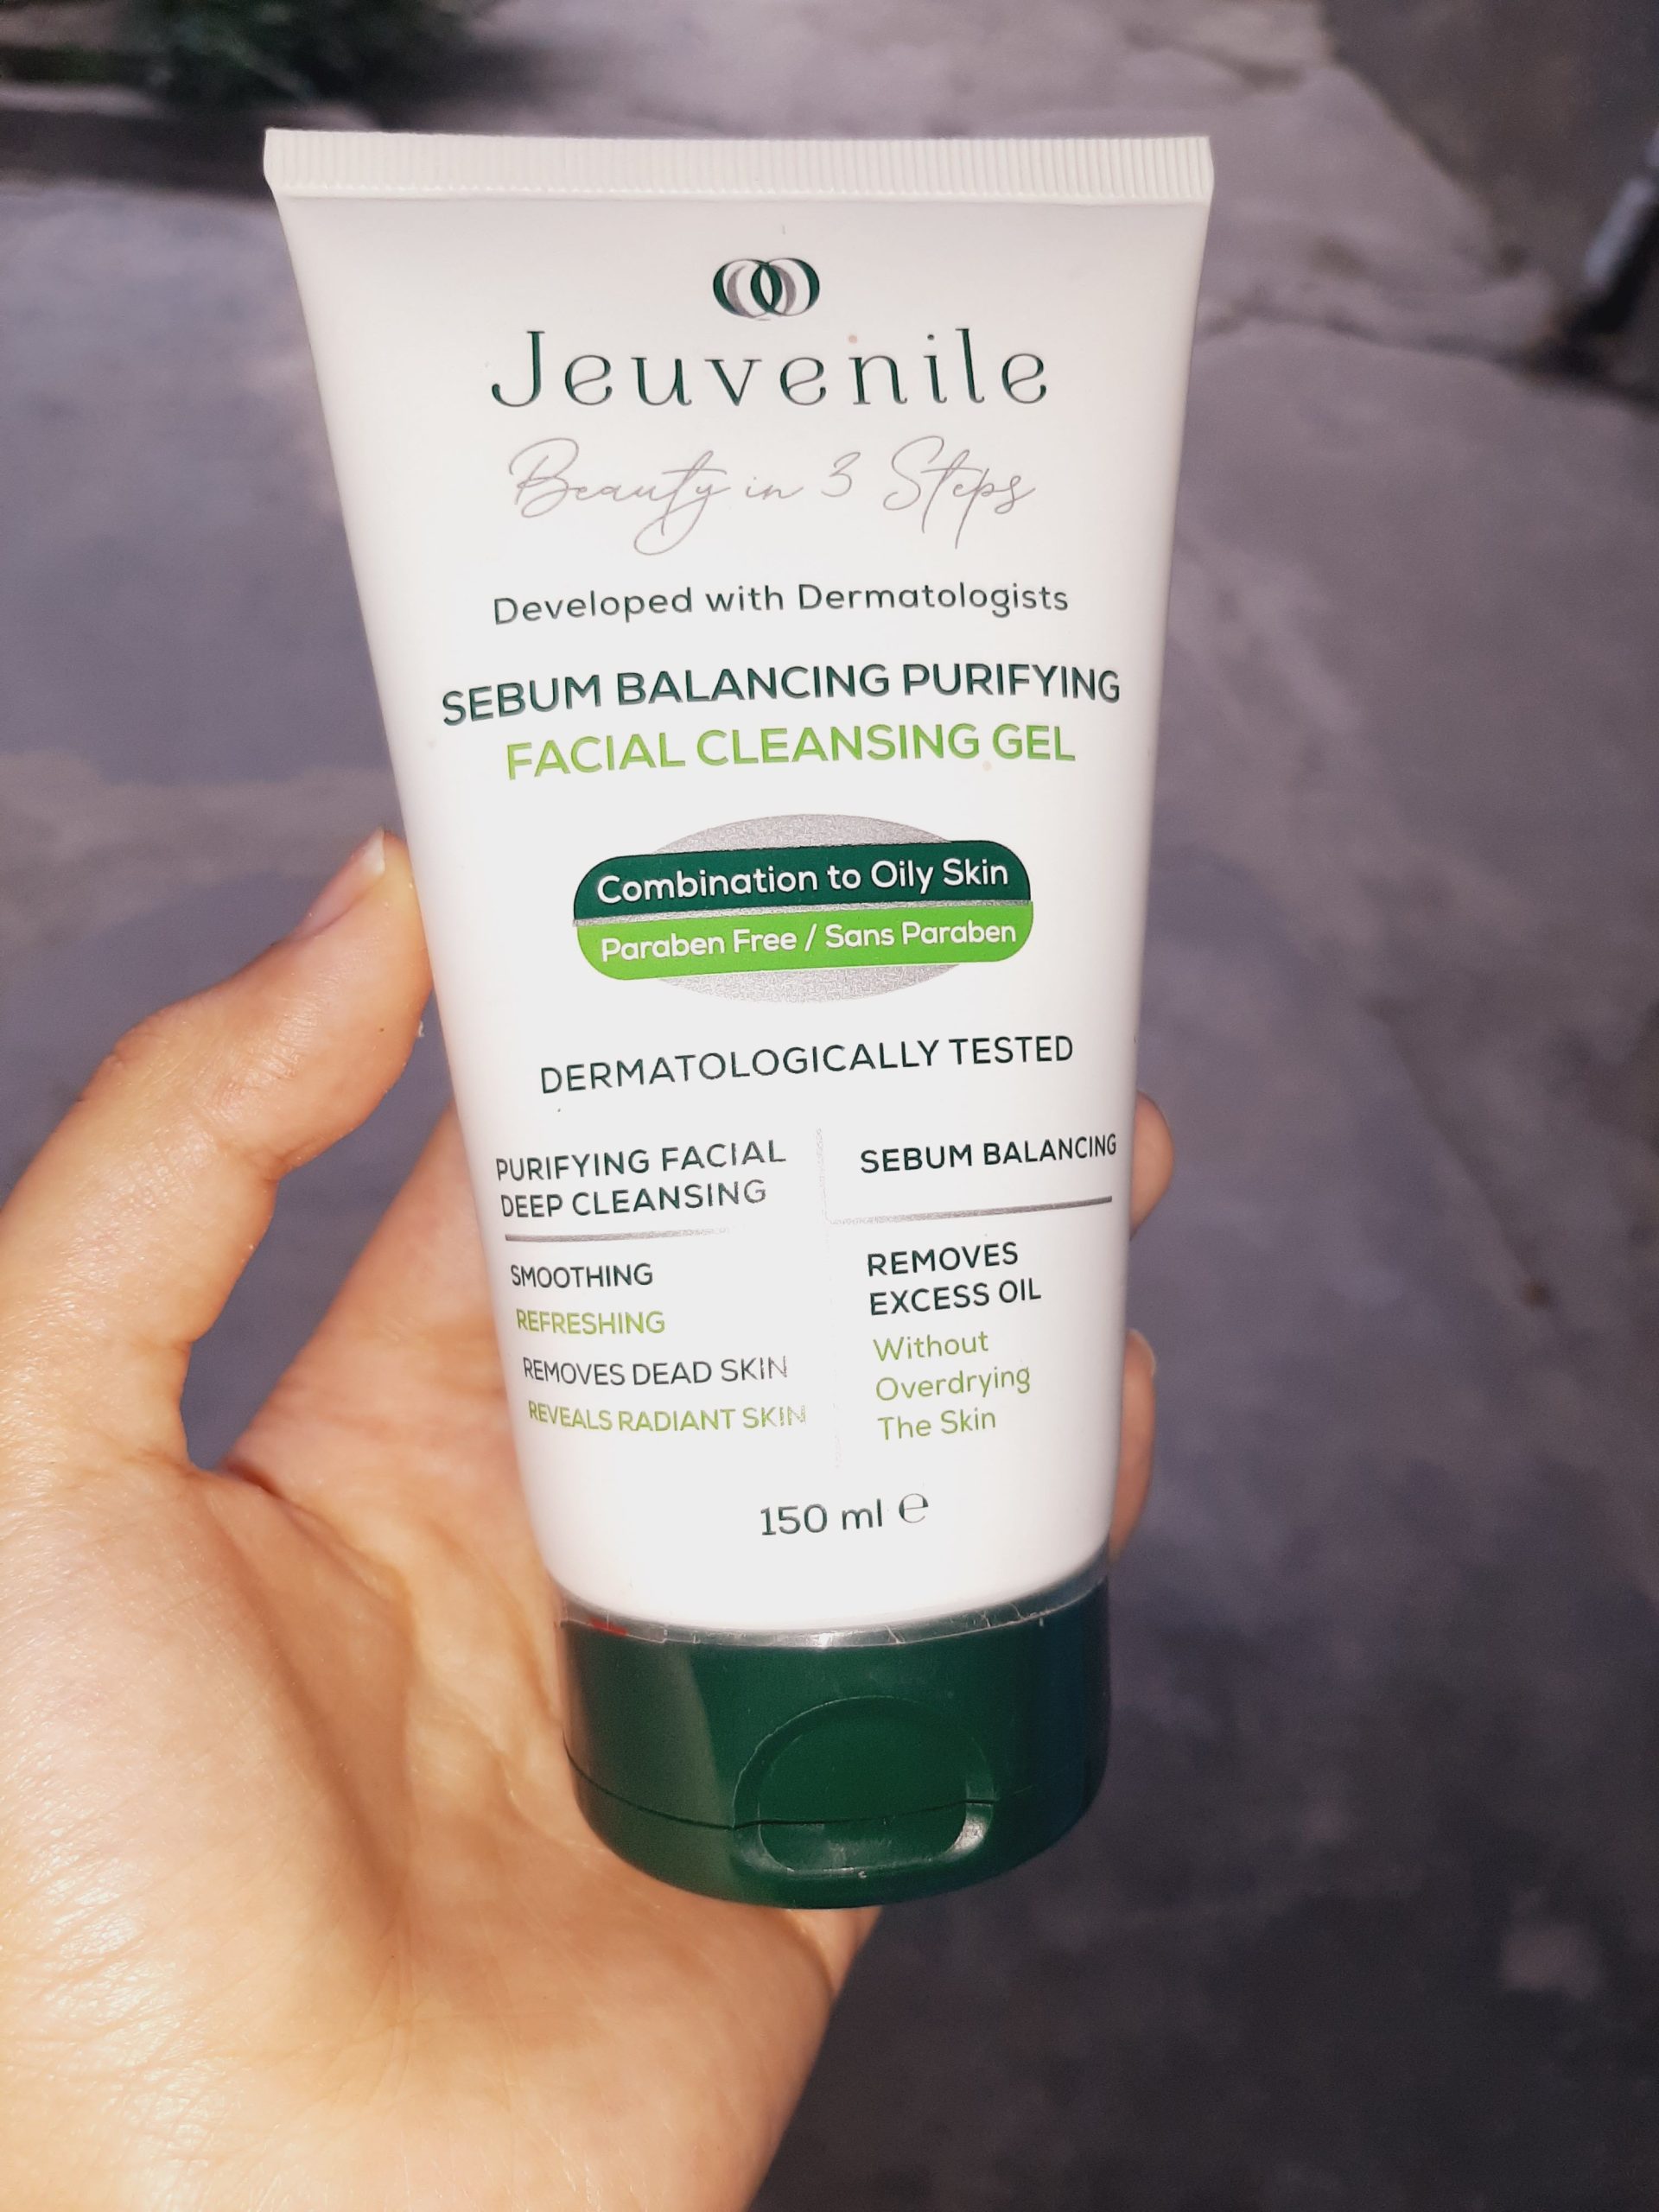 Jeuvenile
Beauty in 3 Steps
Developed with Dermatologists
SEBUM BALANCING PURIFYING
FACIAL CLEANSING GEL
Combination to Oily Skin
Paraben Free / Sans Paraben
DERMATOLOGICALLY TESTED
PURIFYING FACIAL
DEEP CLEANSING
SMOOTHING
REFRESHING
REMOVES DEAD SKIN
REVEALS RADIANT SKIN
SEBUM BALANCING
REMOVES
EXCESS OIL
Without
Overdrying
The Skin
150 ml ℮